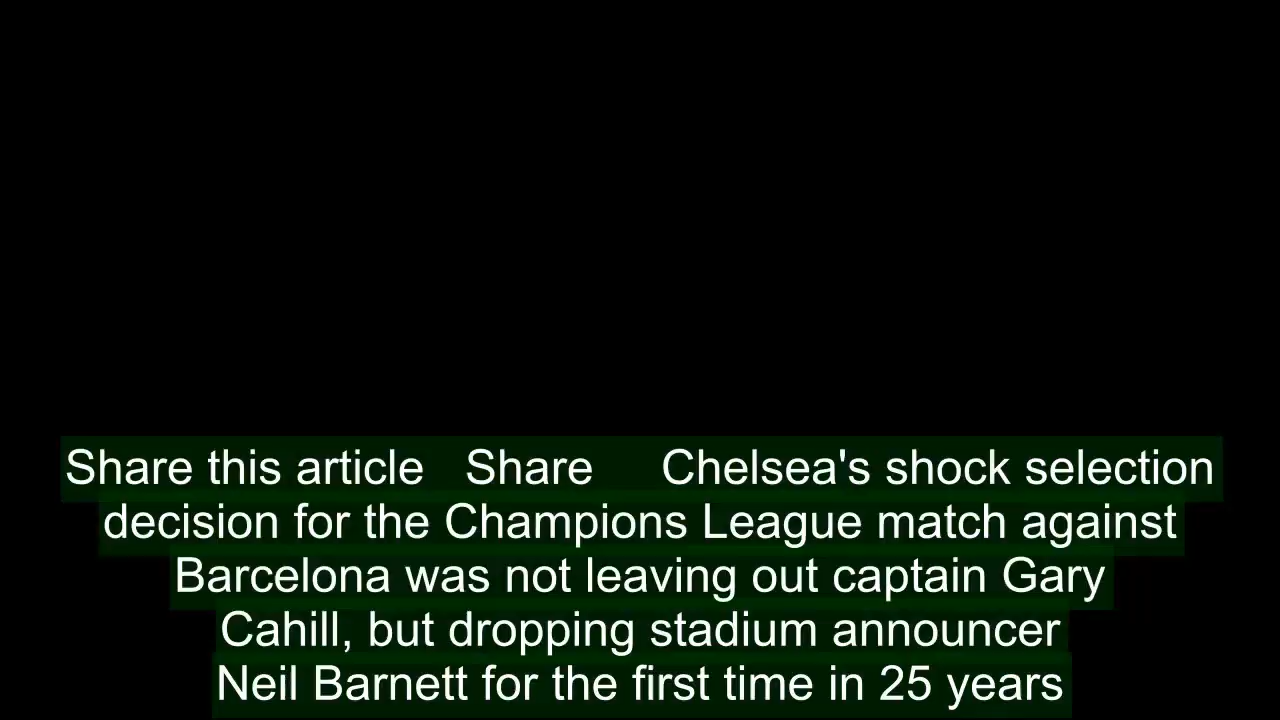 Share this article   Share     Chelsea's shock selection
decision for the Champions League match against
Barcelona was not leaving out captain Gary
Cahill, but dropping stadium announcer
Neil Barnett for the first time in 25 years